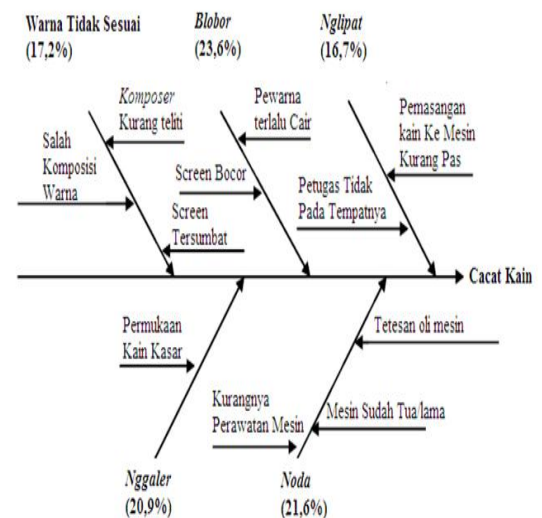 Warna Tidak Sesuai
(17,2%)
Blobor
(23,6%)
Nglipat
(16,7%)
Komposer
Kurang teliti
Salah
Komposisi
Warna
Screen
Tersumbat
Pewarna
terlalu Cair
Screen Bocor
Pemasangan
kain Ke Mesin
Kurang Pas
Petugas Tidak
Pada Tempatnya
Cacat Kain
Permukaan
Kain Kasar
Tetesan oli mesin
Kurangnya
Perawatan Mesin
Mesin Sudah Tua/lama
Nggaler
(20,9%)
Noda
(21,6%)